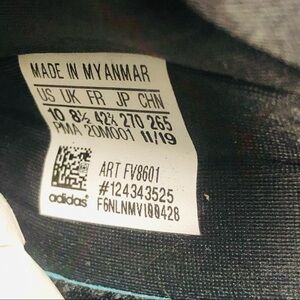 MADE IN MYANMAR
US UK FR JP CHN
10 8½ 42⅔ 270 265
PMA 20M001 11/19
ART FV8601
#124343525
adidas F6NLNMV100428